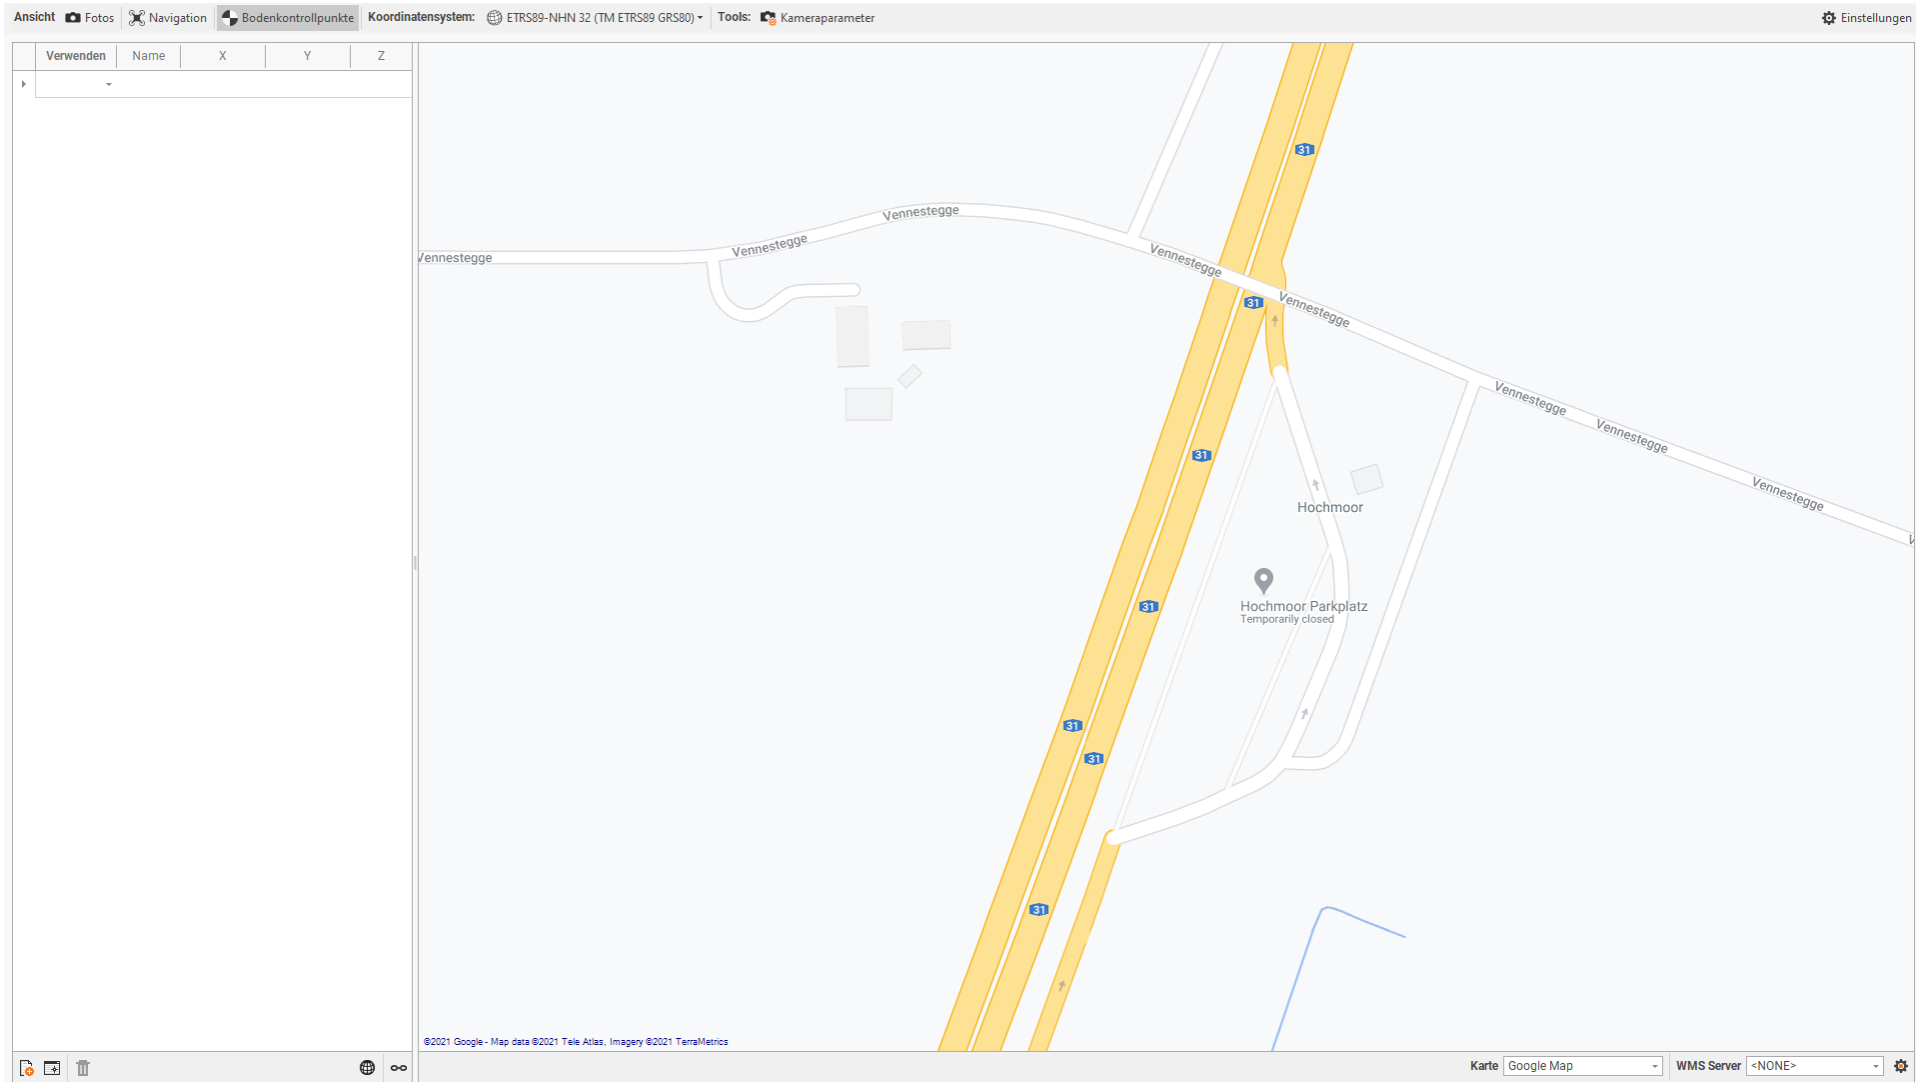 Ansicht Fotos Navigation Bodenkontrollpunkte Koordinatensystem: ETRS89-NHN 32 (TM ETRS89 GRS80) Tools: Kameraparameter Einstellungen
Verwenden Name X Y Z
31
Vennestegge
Vennestegge
Vennestegge
Vennestegge
31
Vennestegge
Vennestegge
Vennestegge
31
Vennestegge
Hochmoor
V
31
Hochmoor Parkplatz
Temporarily closed
31
31
31
©2021 Google - Map data ©2021 Tele Atlas, Imagery ©2021 TerraMetrics
Karte Google Map WMS Server <NONE>